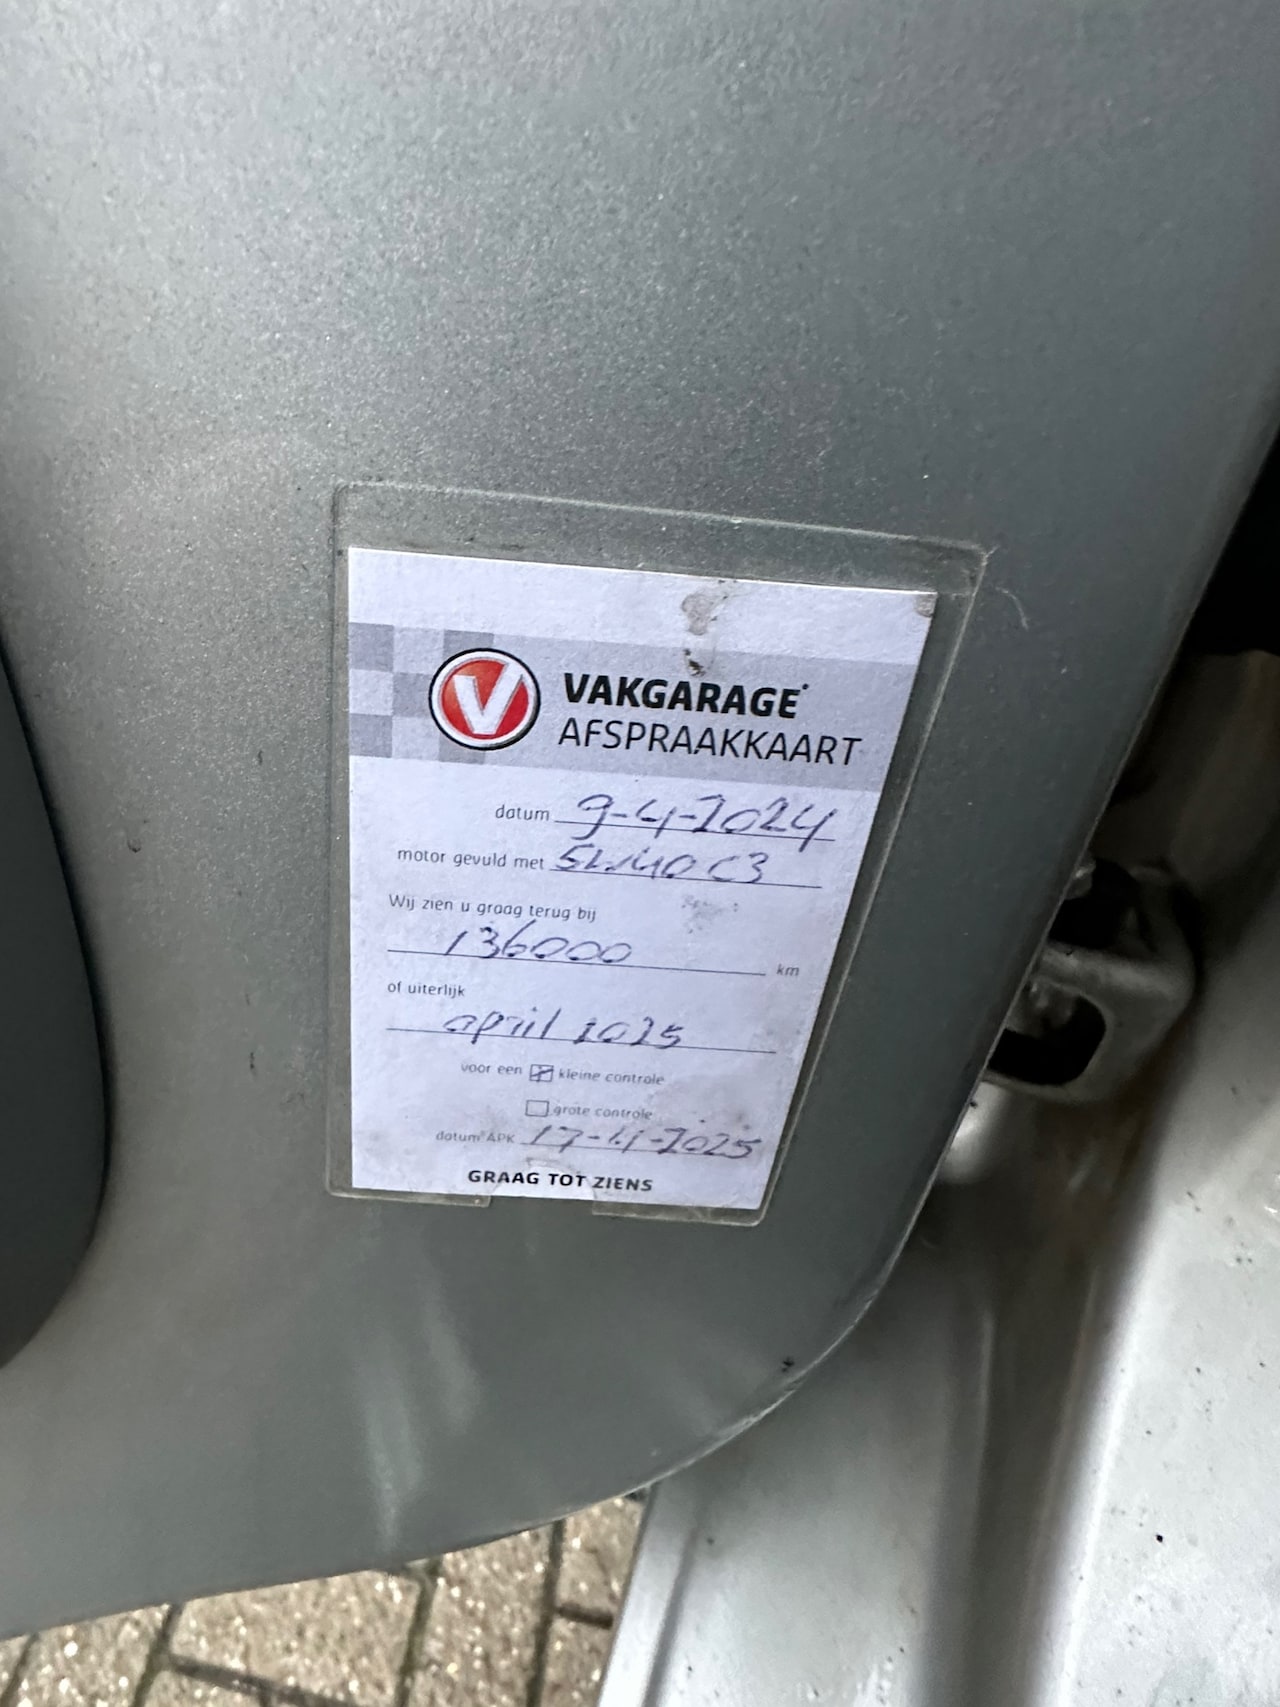 V VAKGARAGE
AFSPRAAKKAART
datum 9-4-2024
motor gevuld met 5W40 C3
Wij zien u graag terug bij
136000 km
of uiterlijk
april 2025
voor een kleine controle
grote controle
datum APK 17-4-2025
GRAAG TOT ZIENS